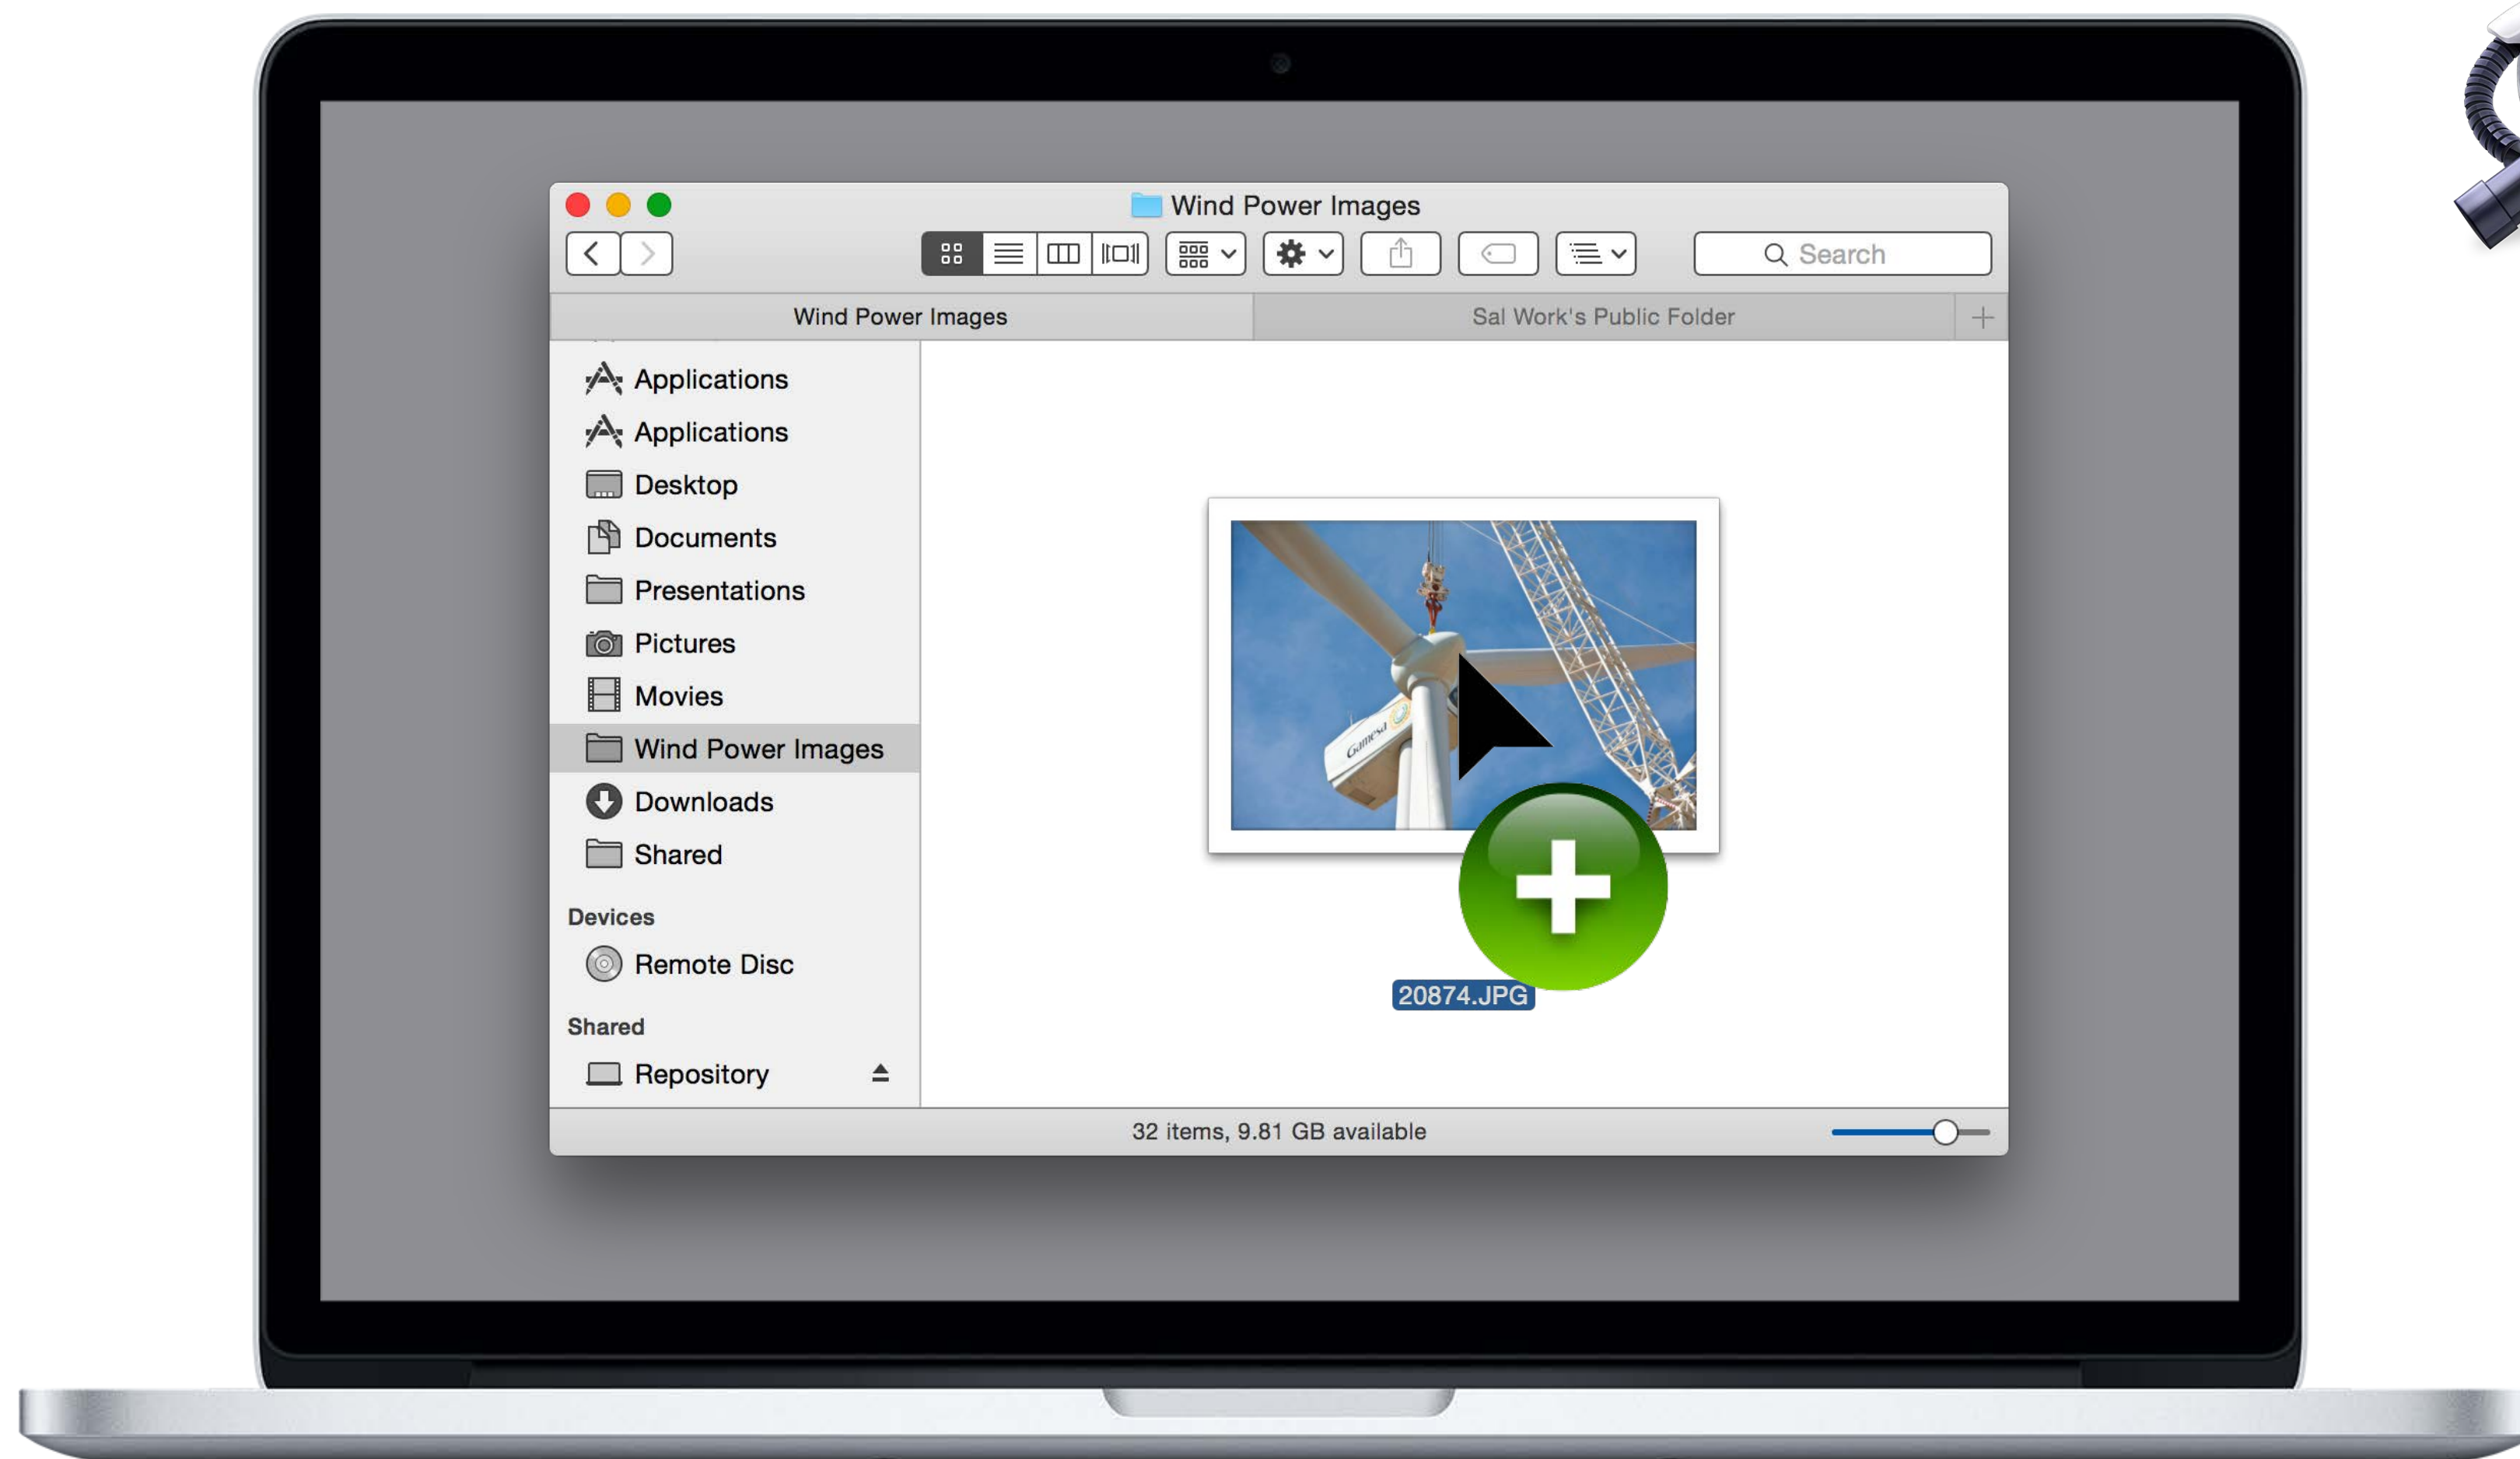 Wind Power Images
Search
Wind Power Images
Sal Work's Public Folder
Applications
Applications
Desktop
Documents
Presentations
Pictures
Movies
Wind Power Images
Downloads
Shared
Devices
Remote Disc
Shared
Repository
Gamesa
20874.JPG
32 items, 9.81 GB available